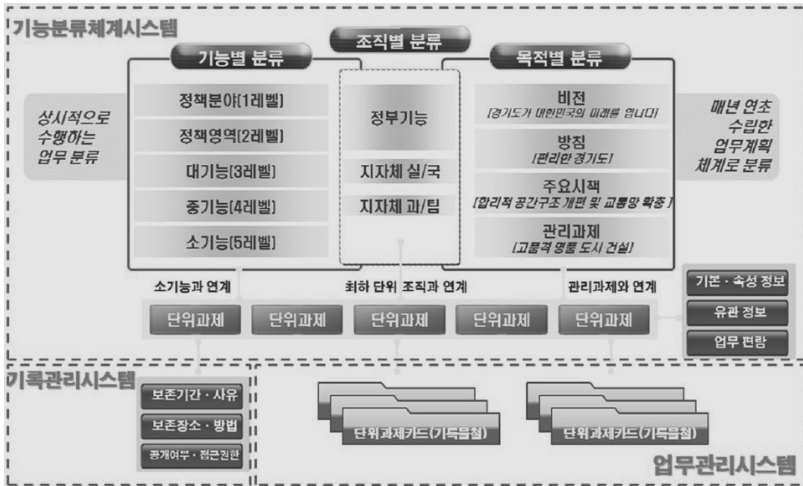 기능분류체계시스템
기능별 분류
조직별 분류
목적별 분류
상시적으로
수행하는
업무 분류
정책분야(1레벨)
정책영역(2레벨)
대기능(3레벨)
중기능(4레벨)
소기능(5레벨)
정부기능
지자체 실/국
지자체 과/팀
비전
[경기도가 대한민국의 미래를 엽니다]
방침
[편리한 경기도]
주요시책
[합리적 공간구조 개편 및 교통망 확충]
관리과제
[고품격 명품 도시 건설]
매년 연초
수립한
업무계획
체계로 분류
소기능과 연계
최하 단위 조직과 연계
관리과제와 연계
단위과제
단위과제
단위과제
단위과제
단위과제
기본·속성 정보
유관 정보
업무 편람
기록관리시스템
보존기간·사유
보존장소·방법
공개여부·접근권한
단위과제카드(기록물철)
단위과제카드(기록물철)
업무관리시스템